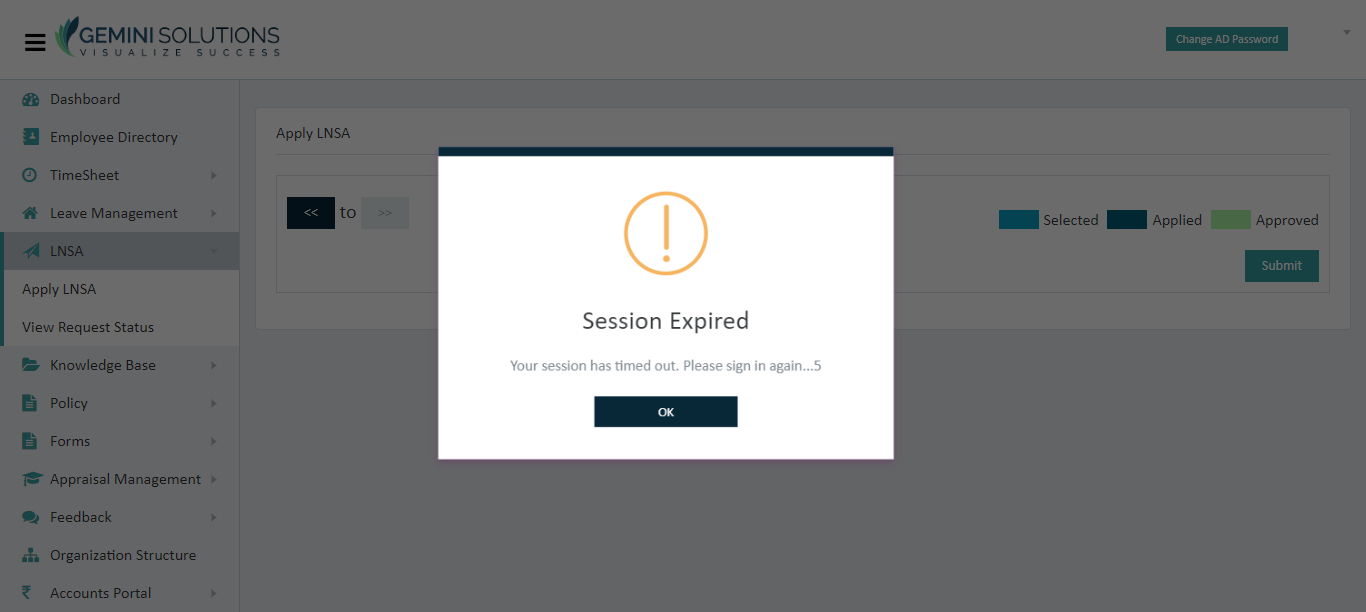 GEMINI SOLUTIONS
VISUALIZE SUCCESS
Change AD Password
Dashboard
Employee Directory
TimeSheet
Leave Management
LNSA
Apply LNSA
View Request Status
Knowledge Base
Policy
Forms
Appraisal Management
Feedback
Organization Structure
Accounts Portal
Apply LNSA
<< to >>
Selected Applied Approved
Submit
Session Expired
Your session has timed out. Please sign in again...5
OK